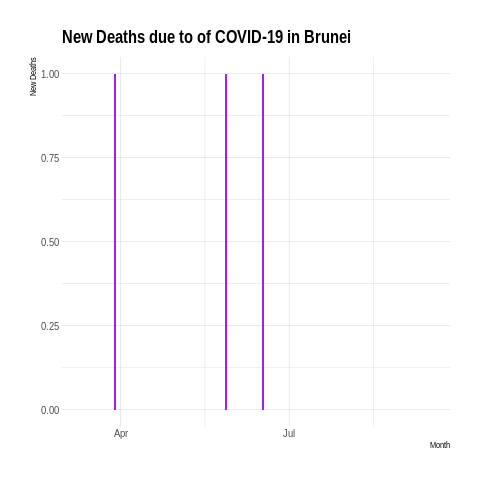 New Deaths due to of COVID-19 in Brunei
New Deaths
1.00
0.75
0.50
0.25
0.00
Apr
Jul
Month